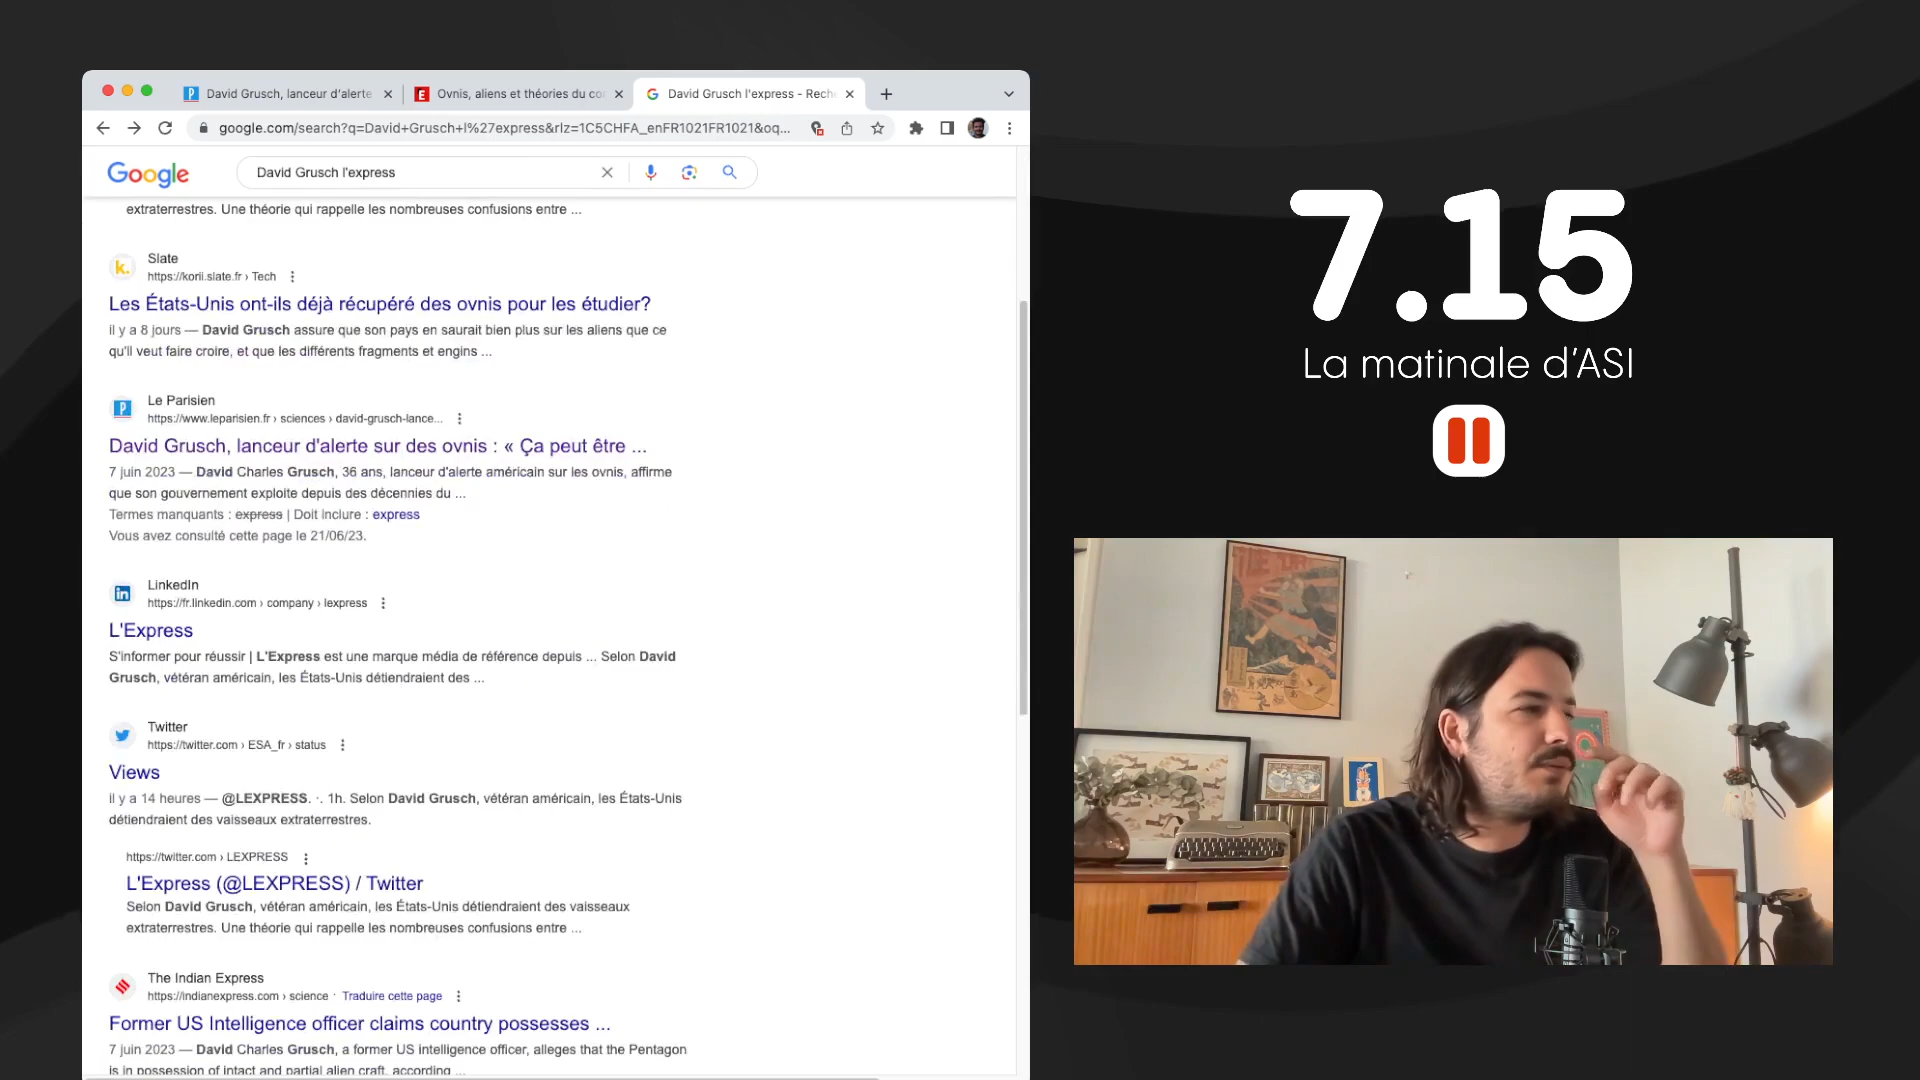 David Grusch, lanceur d'alerte
Ovnis, aliens et théories du co
David Grusch l'express - Rech
google.com/search?q=David+Grusch+l%27express&rlz=1C5CHFA_enFR1021FR1021&oq...
Google
David Grusch l'express
extraterrestres. Une théorie qui rappelle les nombreuses confusions entre ...
k.
Slate
https://korii.slate.fr › Tech
Les États-Unis ont-ils déjà récupéré des ovnis pour les étudier?
il y a 8 jours — David Grusch assure que son pays en saurait bien plus sur les aliens que ce
qu'il veut faire croire, et que les différents fragments et engins ...
Le Parisien
https://www.leparisien.fr › sciences › david-grusch-lance...
David Grusch, lanceur d'alerte sur des ovnis : « Ça peut être ...
7 juin 2023 — David Charles Grusch, 36 ans, lanceur d'alerte américain sur les ovnis, affirme
que son gouvernement exploite depuis des décennies du ...
Termes manquants : express | Doit inclure : express
Vous avez consulté cette page le 21/06/23.
LinkedIn
https://fr.linkedin.com › company › lexpress
L'Express
S'informer pour réussir | L'Express est une marque média de référence depuis ... Selon David
Grusch, vétéran américain, les États-Unis détiendraient des ...
Twitter
https://twitter.com › ESA_fr › status
Views
il y a 14 heures — @LEXPRESS. ·. 1h. Selon David Grusch, vétéran américain, les États-Unis
détiendraient des vaisseaux extraterrestres.
https://twitter.com › LEXPRESS
L'Express (@LEXPRESS) / Twitter
Selon David Grusch, vétéran américain, les États-Unis détiendraient des vaisseaux
extraterrestres. Une théorie qui rappelle les nombreuses confusions entre ...
The Indian Express
https://indianexpress.com › science · Traduire cette page
Former US Intelligence officer claims country possesses ...
7 juin 2023 — David Charles Grusch, a former US intelligence officer, alleges that the Pentagon
is in possession of intact and partial alien craft, according ...
7.15
La matinale d'ASI